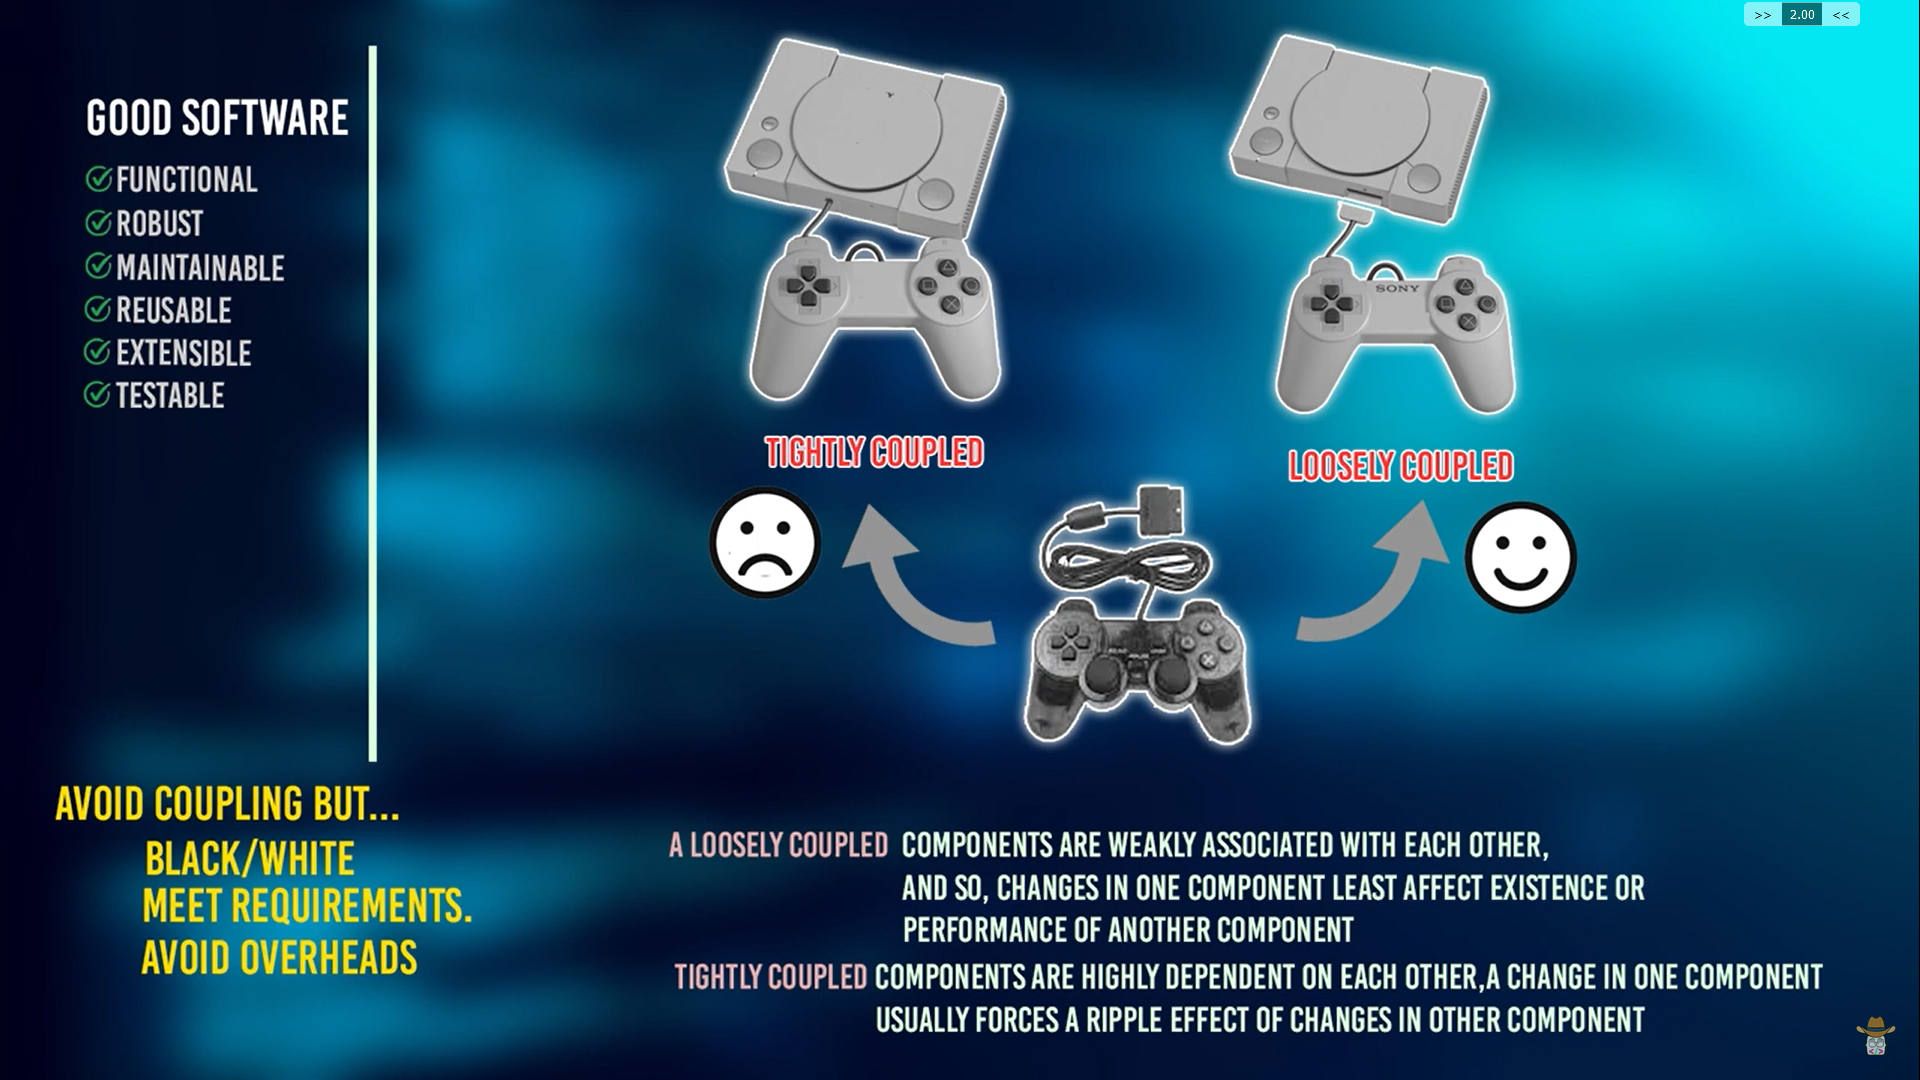 >> 2.00 <<
GOOD SOFTWARE
FUNCTIONAL
ROBUST
MAINTAINABLE
REUSABLE
EXTENSIBLE
TESTABLE
SONY
TIGHTLY COUPLED
LOOSELY COUPLED
AVOID COUPLING BUT...
BLACK/WHITE
MEET REQUIREMENTS.
AVOID OVERHEADS
A LOOSELY COUPLED COMPONENTS ARE WEAKLY ASSOCIATED WITH EACH OTHER,
AND SO, CHANGES IN ONE COMPONENT LEAST AFFECT EXISTENCE OR
PERFORMANCE OF ANOTHER COMPONENT
TIGHTLY COUPLED COMPONENTS ARE HIGHLY DEPENDENT ON EACH OTHER,A CHANGE IN ONE COMPONENT
USUALLY FORCES A RIPPLE EFFECT OF CHANGES IN OTHER COMPONENT